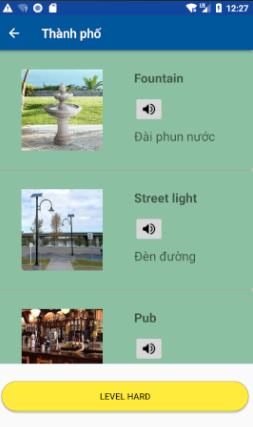 12:27
Thành phố
Fountain
Đài phun nước
Street light
Đèn đường
Pub
LEVEL HARD